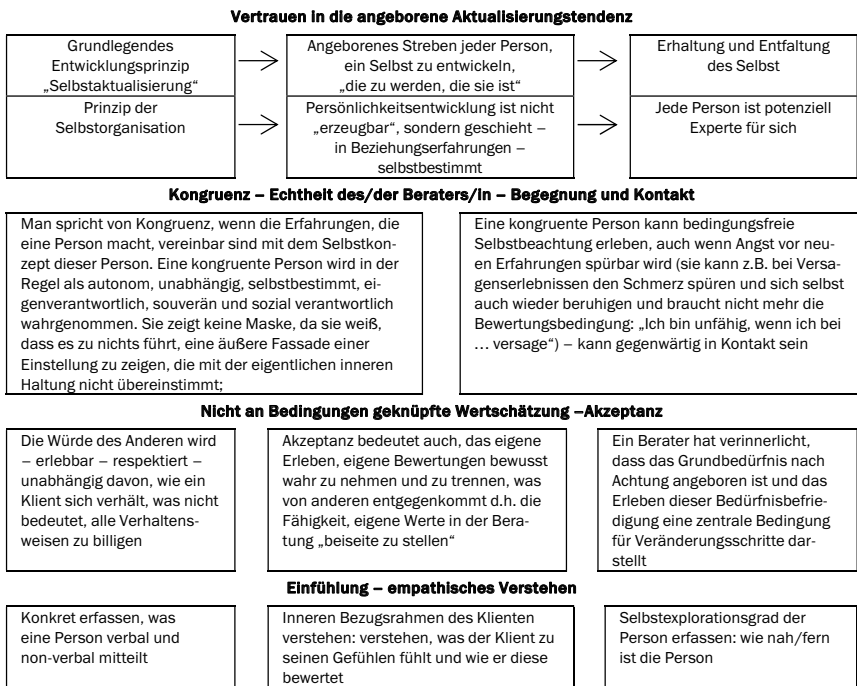 Vertrauen in die angeborene Aktualisierungstendenz
Grundlegendes
Entwicklungsprinzip
„Selbstaktualisierung“
Angeborenes Streben jeder Person,
ein Selbst zu entwickeln,
„die zu werden, die sie ist“
Erhaltung und Entfaltung
des Selbst
Prinzip der
Selbstorganisation
Persönlichkeitsentwicklung ist nicht
„erzeugbar“, sondern geschieht –
in Beziehungserfahrungen –
selbstbestimmt
Jede Person ist potenziell
Experte für sich
Kongruenz – Echtheit des/der Beraters/in – Begegnung und Kontakt
Man spricht von Kongruenz, wenn die Erfahrungen, die
eine Person macht, vereinbar sind mit dem Selbstkon-
zept dieser Person. Eine kongruente Person wird in der
Regel als autonom, unabhängig, selbstbestimmt, ei-
genverantwortlich, souverän und sozial verantwortlich
wahrgenommen. Sie zeigt keine Maske, da sie weiß,
dass es zu nichts führt, eine äußere Fassade einer
Einstellung zu zeigen, die mit der eigentlichen inneren
Haltung nicht übereinstimmt;
Eine kongruente Person kann bedingungsfreie
Selbstbeachtung erleben, auch wenn Angst vor neu-
en Erfahrungen spürbar wird (sie kann z.B. bei Versa-
genserlebnissen den Schmerz spüren und sich selbst
auch wieder beruhigen und braucht nicht mehr die
Bewertungsbedingung: „Ich bin unfähig, wenn ich bei
… versage“) – kann gegenwärtig in Kontakt sein
Nicht an Bedingungen geknüpfte Wertschätzung –Akzeptanz
Die Würde des Anderen wird
– erlebbar – respektiert –
unabhängig davon, wie ein
Klient sich verhält, was nicht
bedeutet, alle Verhaltens-
weisen zu billigen
Akzeptanz bedeutet auch, das eigene
Erleben, eigene Bewertungen bewusst
wahr zu nehmen und zu trennen, was
von anderen entgegenkommt d.h. die
Fähigkeit, eigene Werte in der Bera-
tung „beiseite zu stellen“
Ein Berater hat verinnerlicht,
dass das Grundbedürfnis nach
Achtung angeboren ist und das
Erleben dieser Bedürfnisbefrie-
digung eine zentrale Bedingung
für Veränderungsschritte dar-
stellt
Einfühlung – empathisches Verstehen
Konkret erfassen, was
eine Person verbal und
non-verbal mitteilt
Inneren Bezugsrahmen des Klienten
verstehen: verstehen, was der Klient zu
seinen Gefühlen fühlt und wie er diese
bewertet
Selbstexplorationsgrad der
Person erfassen: wie nah/fern
ist die Person